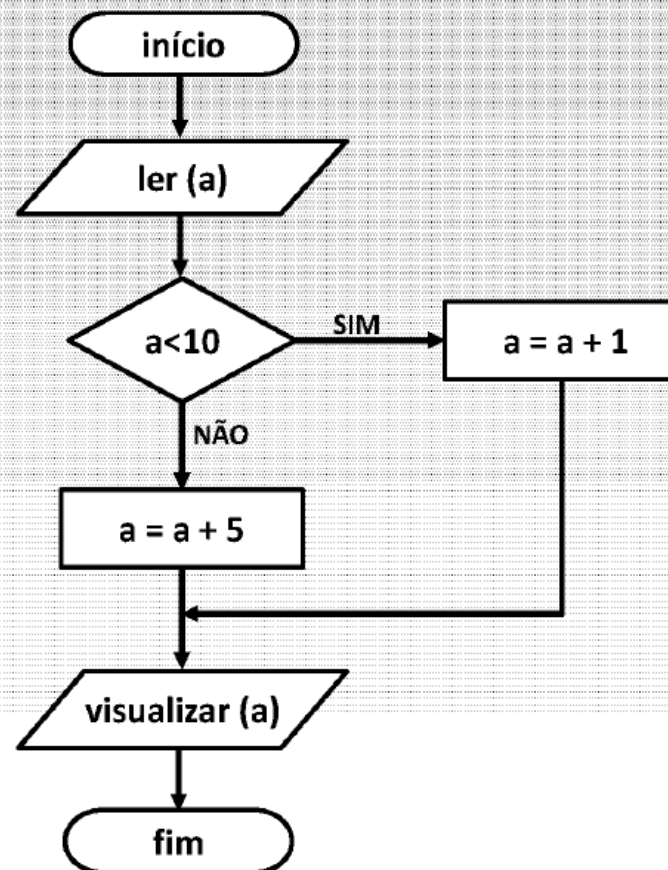 início
ler (a)
a<10
SIM
a = a + 1
NÃO
a = a + 5
visualizar (a)
fim